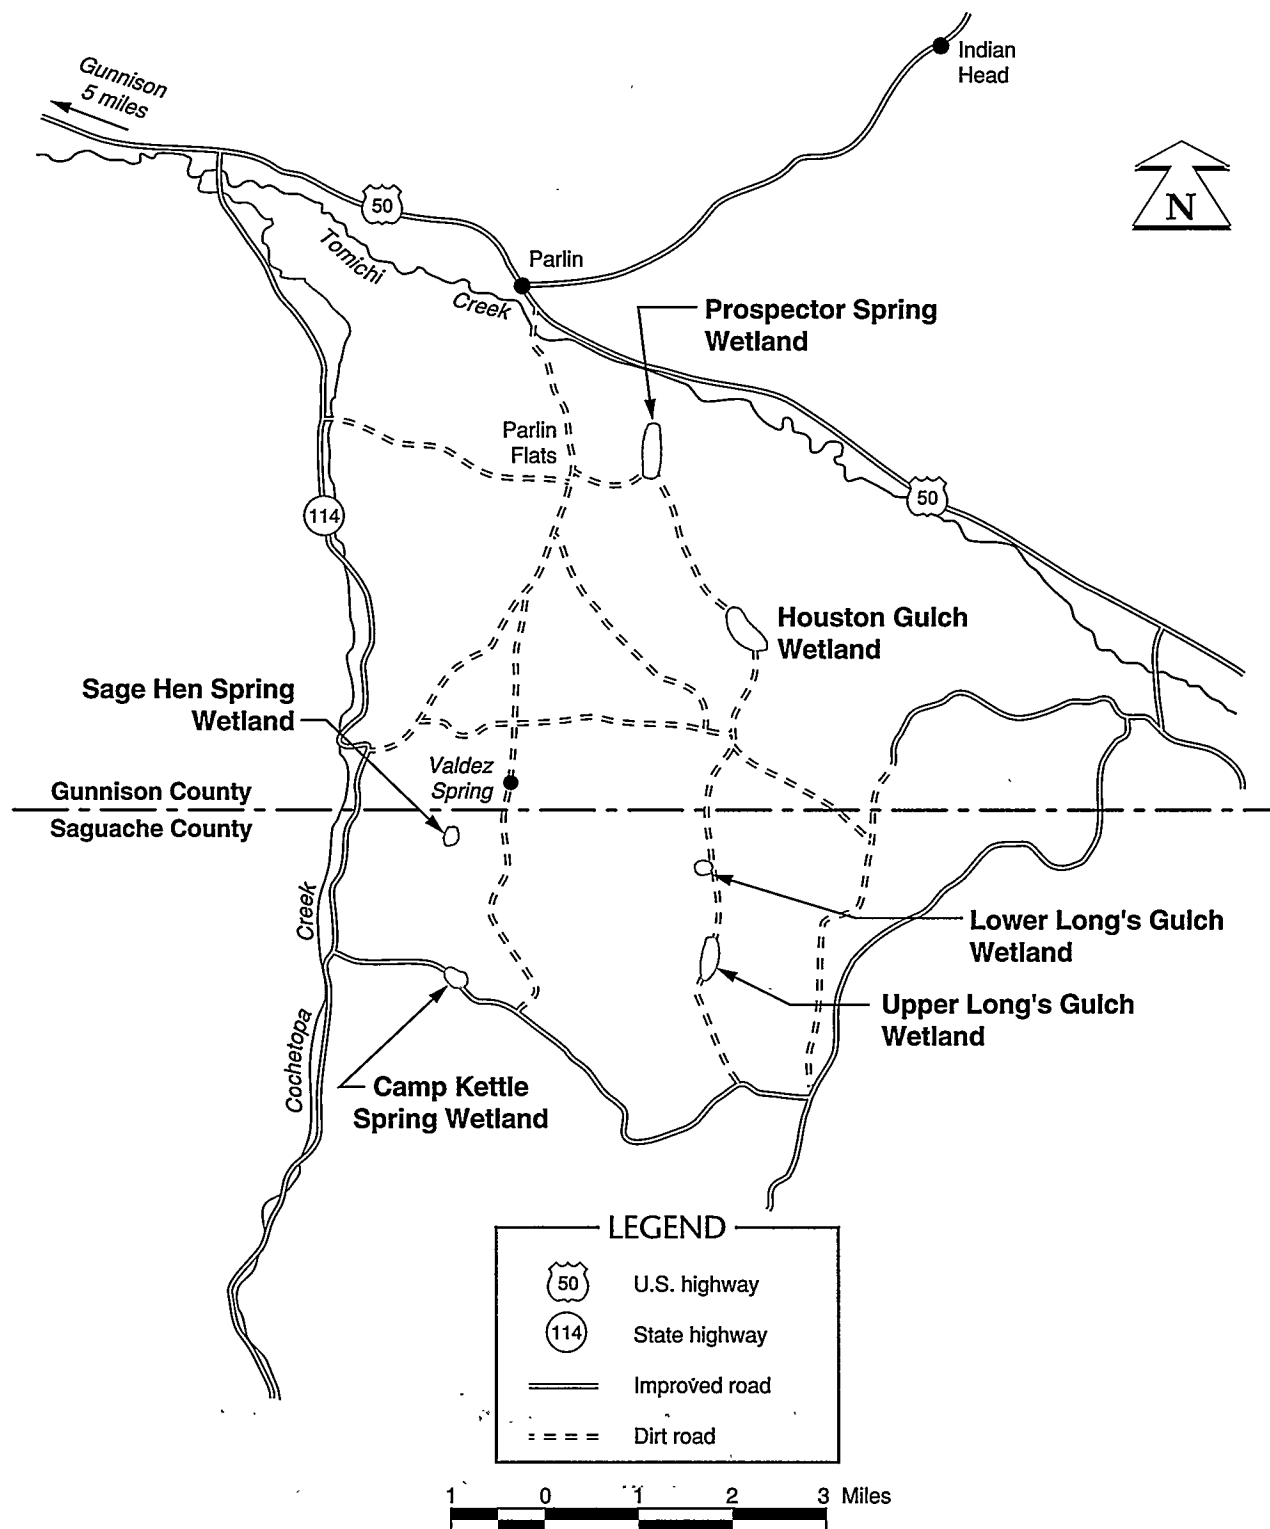 Indian
Head
Gunnison
5 miles
N
50
Tomichi
Creek
Parlin
Prospector Spring
Wetland
Parlin
Flats
50
114
Houston Gulch
Wetland
Sage Hen Spring
Wetland
Valdez
Spring
Gunnison County
Saguache County
Creek
Cochetopa
Lower Long's Gulch
Wetland
Upper Long's Gulch
Wetland
Camp Kettle
Spring Wetland
LEGEND
50 U.S. highway
114 State highway
Improved road
Dirt road
1 0 1 2 3 Miles